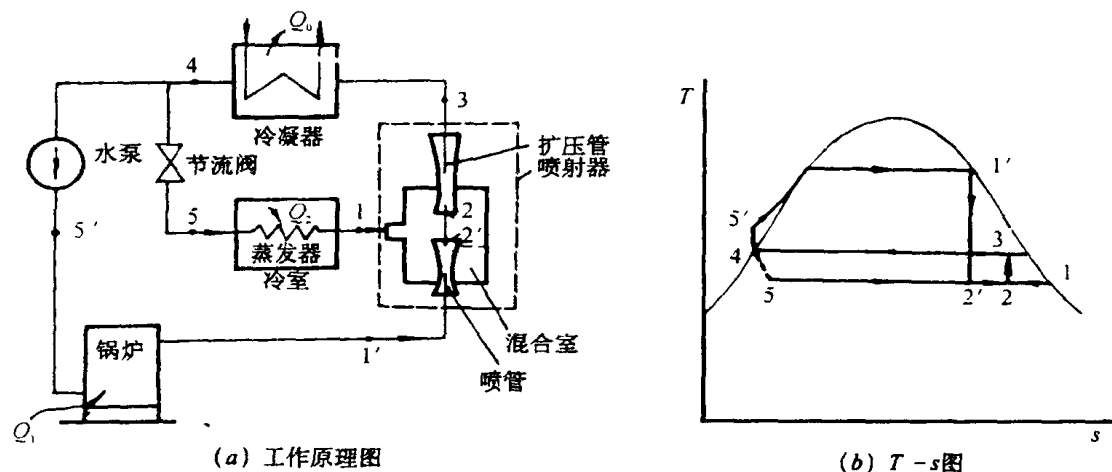 Q₀
4
3
冷凝器
水泵
节流阀
扩压管
喷射器
5
Q₂
1
2
2′
5′
蒸发器
冷室
锅炉
混合室
1′
喷管
Q₁
(a) 工作原理图
T
1′
5′
3
4
1
5
2′
2
s
(b) T-s图